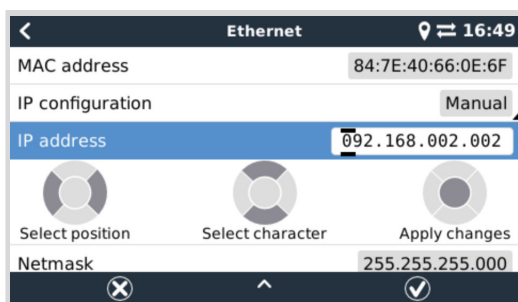 Ethernet 16:49
MAC address 84:7E:40:66:0E:6F
IP configuration Manual
IP address 092.168.002.002
Select position Select character Apply changes
Netmask 255.255.255.000